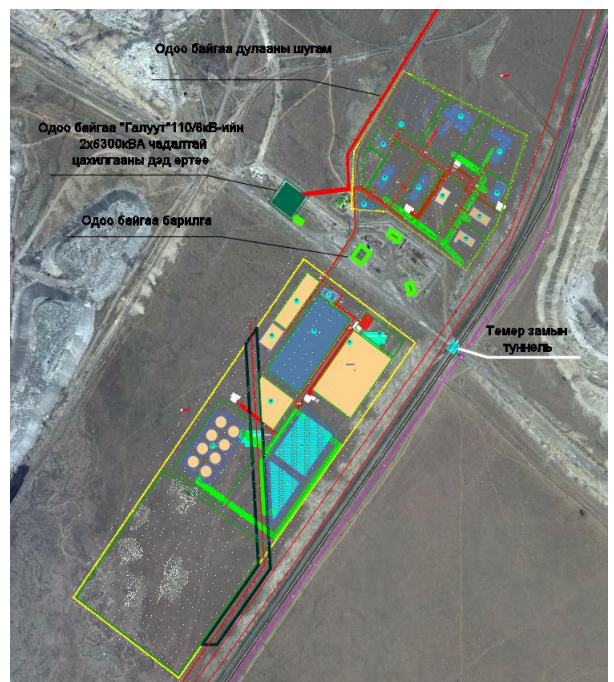 Одоо байгаа дулааны шугам
Одоо байгаа "Галуут"110/6кВ-ийн
2x6300кВА чадалтай
цахилгааны дэд өртөө
Одоо байгаа барилга
Төмөр замын
туннель